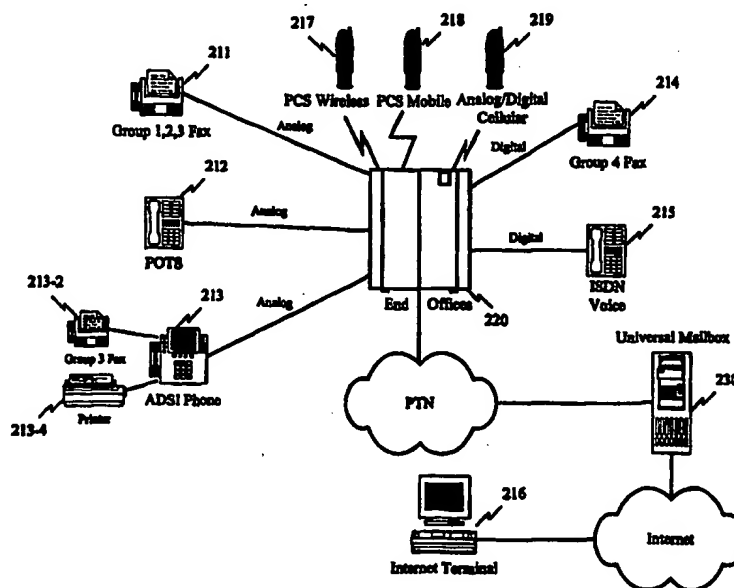 217
218
219
211
PCS Wireless
PCS Mobile
Analog/Digital
Cellular
214
Group 1,2,3 Fax
Analog
Digital
Group 4 Fax
212
Analog
POTS
Digital
215
ISDN
Voice
213-2
213
Analog
End
Offices
220
Group 3 Fax
ADSI Phone
Printer
213-4
Universal Mailbox
PTN
238
216
Internet Terminal
Internet